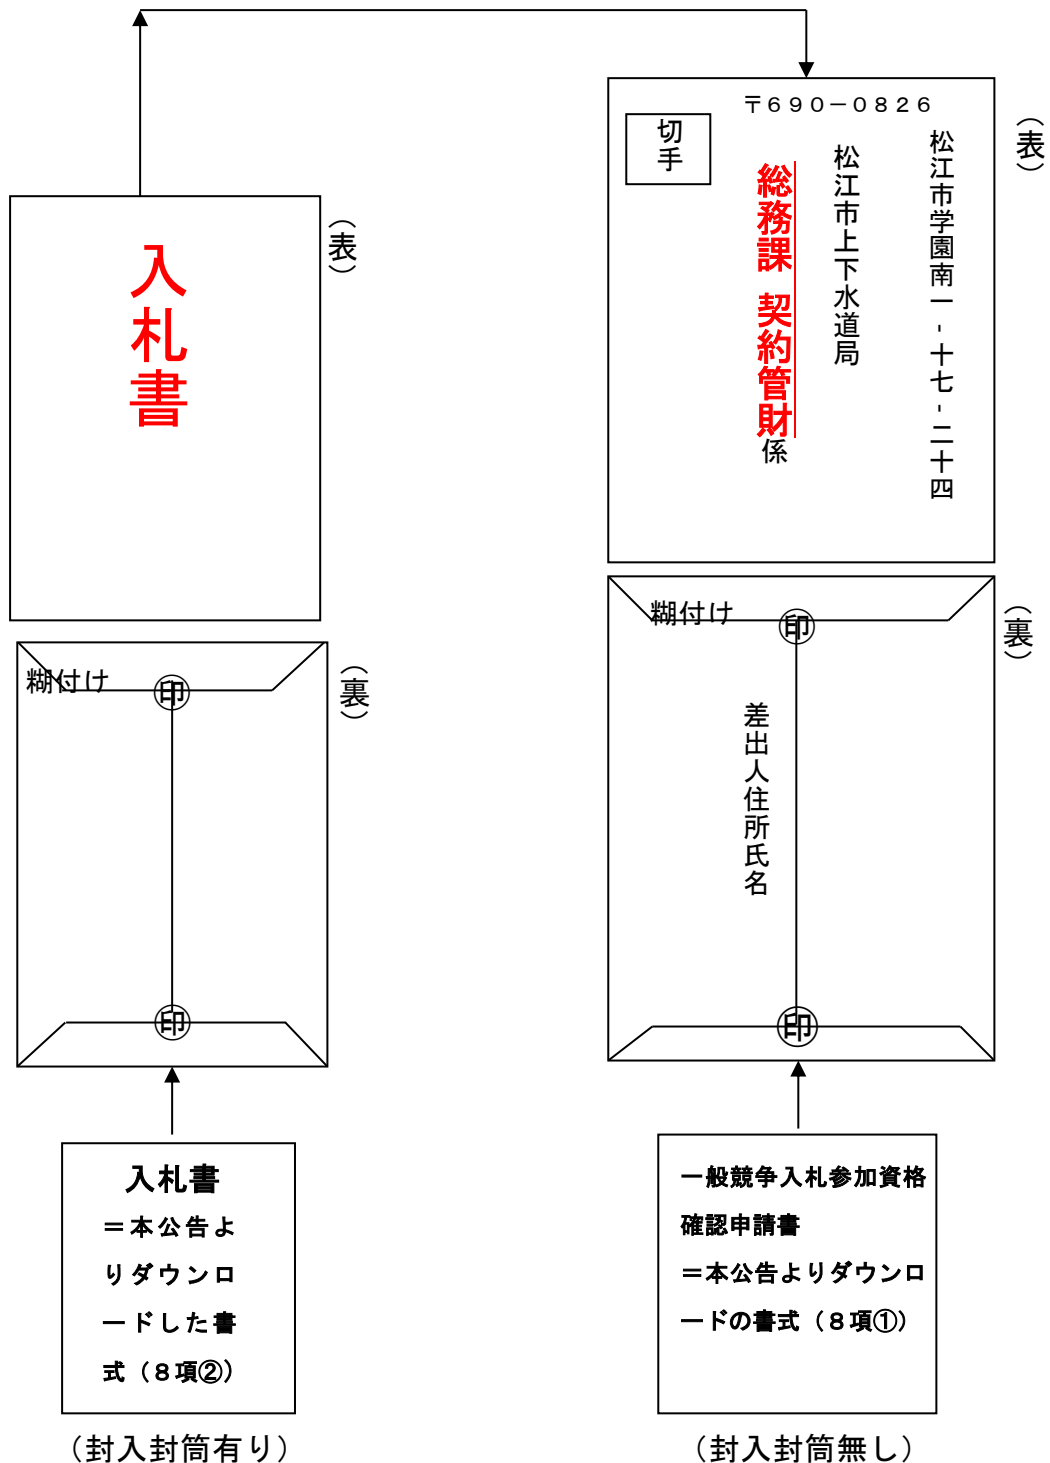 入札書
（表）
糊付け
印
印
（裏）
入札書
＝本公告よ
りダウンロ
ードした書
式（８項②）
（封入封筒有り）
〒６９０－０８２６
切手
松江市学園南一‐十七‐二十四
松江市上下水道局
総務課 契約管財係
（表）
糊付け
印
差出人住所氏名
印
（裏）
一般競争入札参加資格
確認申請書
＝本公告よりダウンロ
ードの書式（８項①）
（封入封筒無し）